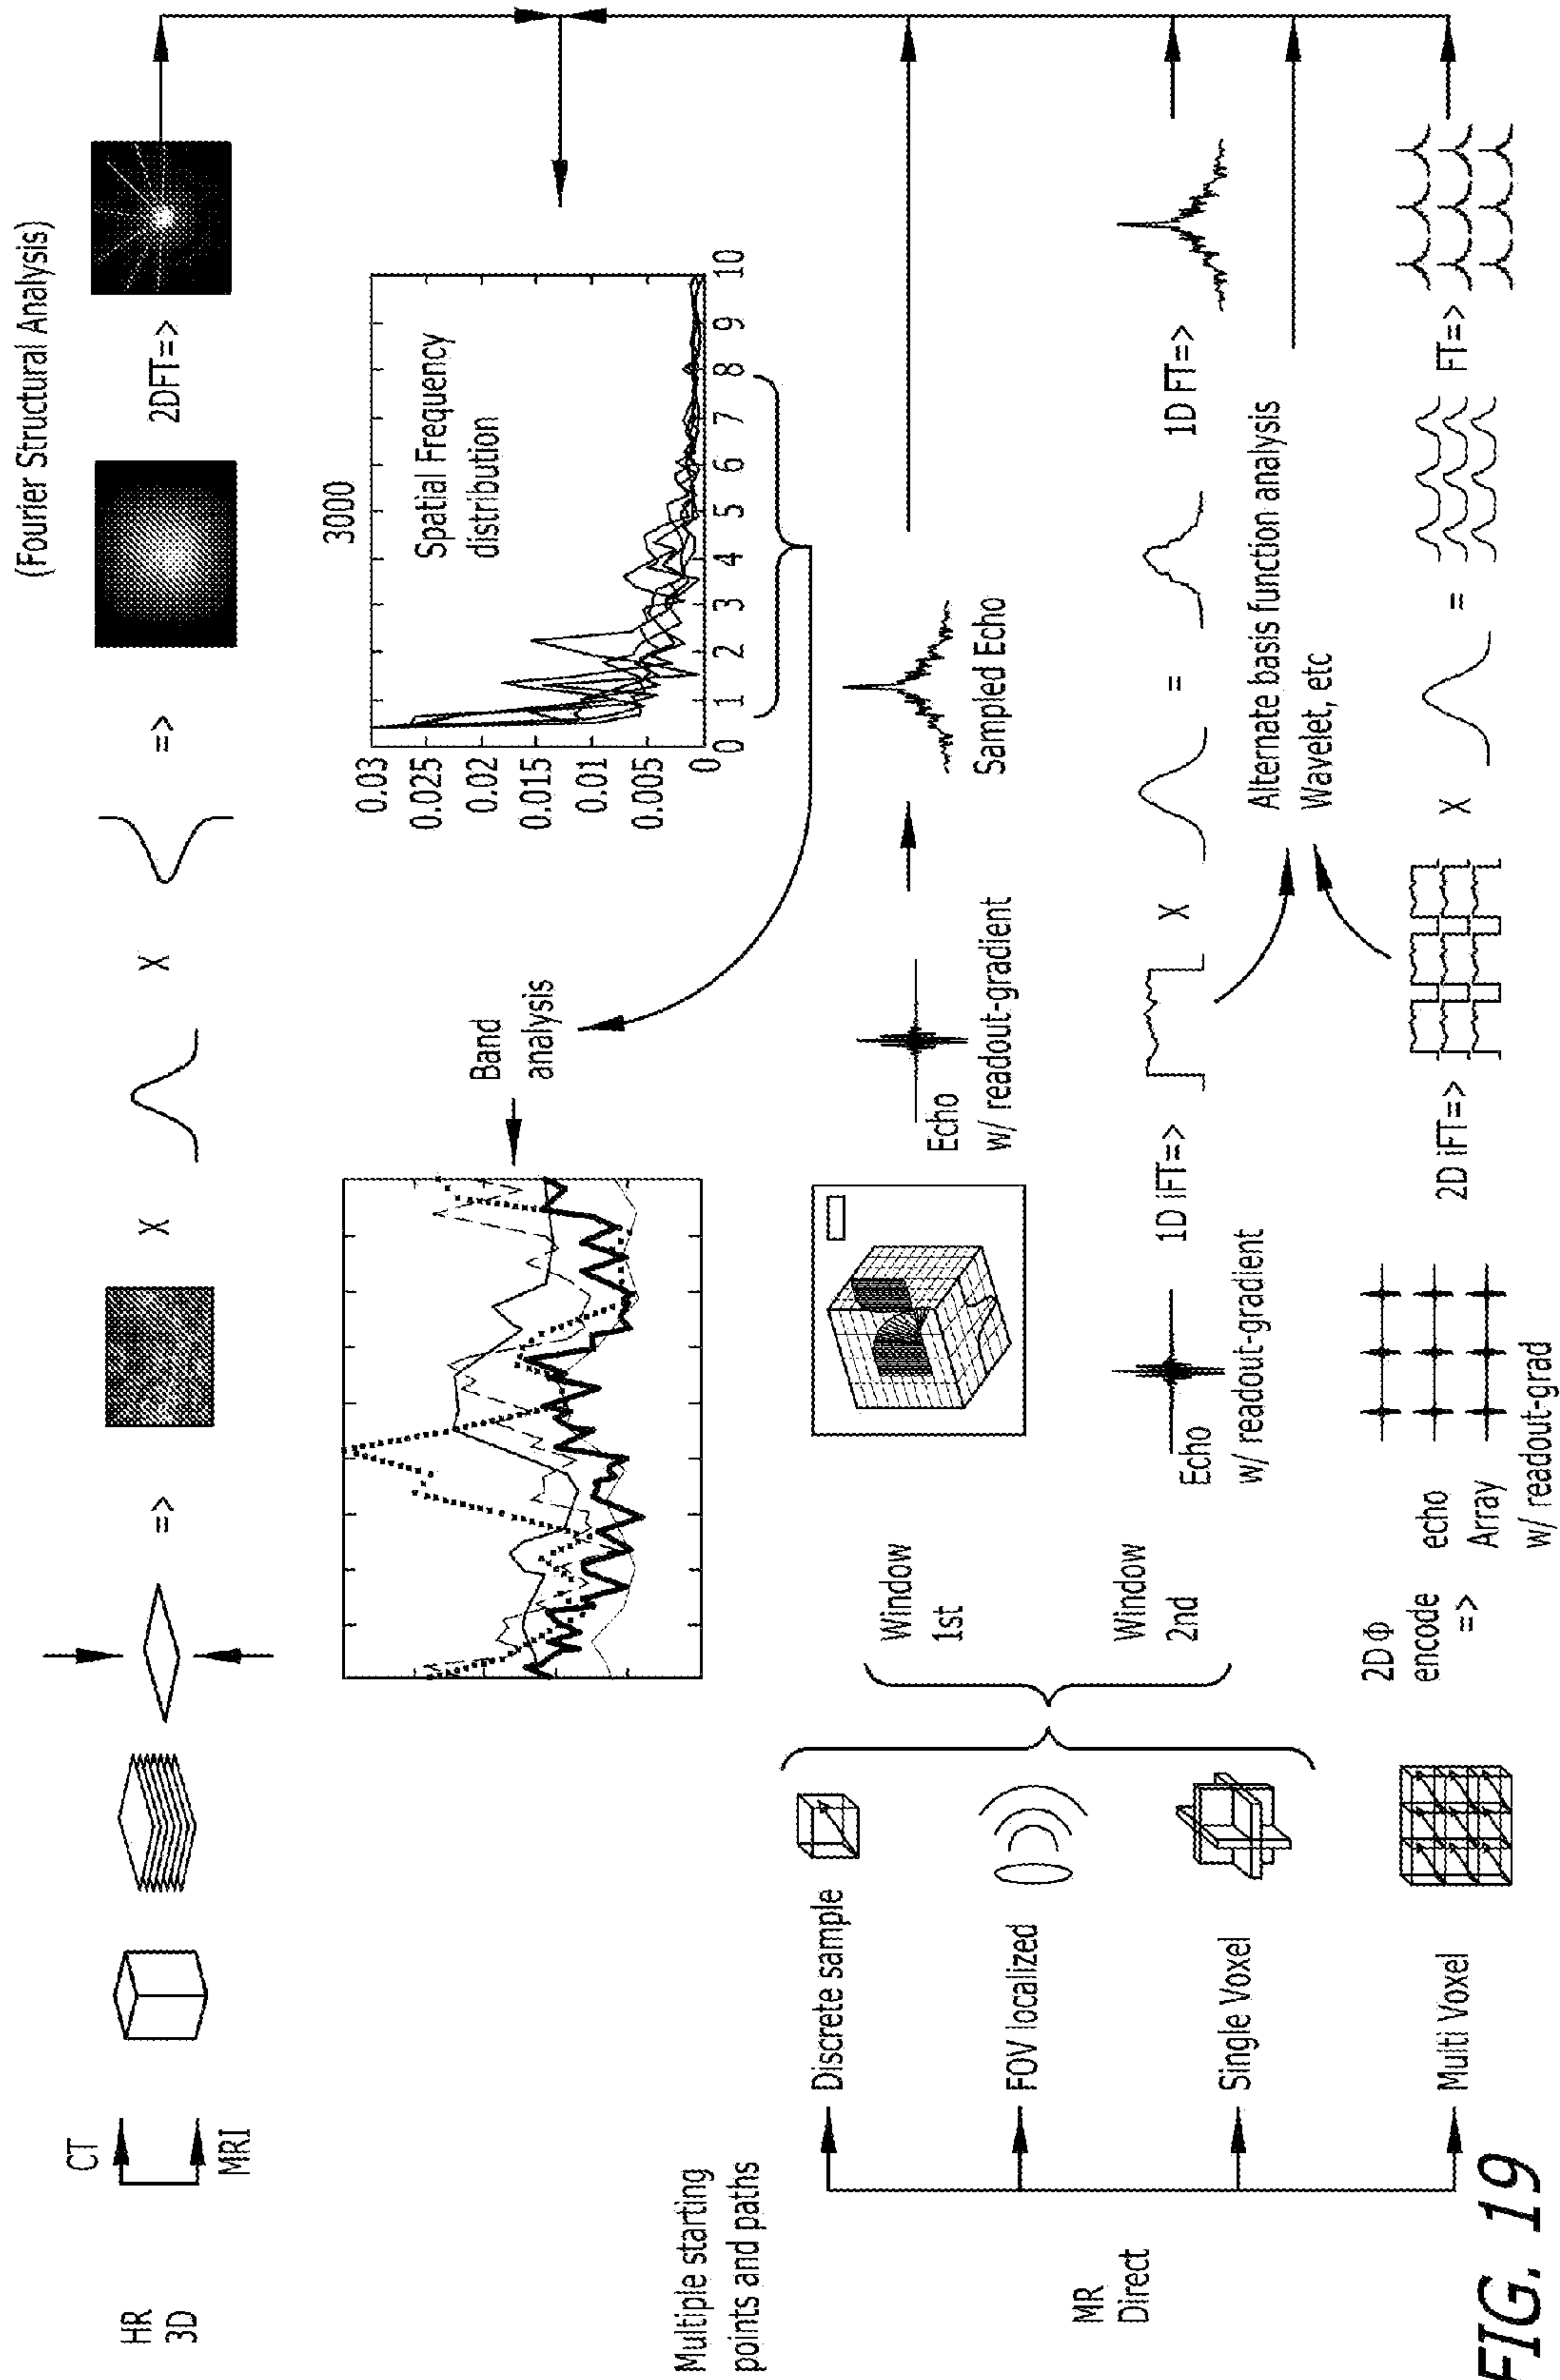 (Fourier Structural Analysis)
HR
3D
CT
MRI
=>
X
X
=>
2DFT=>
Band
analysis
3000
Spatial Frequency
distribution
0.03
0.025
0.02
0.015
0.01
0.005
0
0 1 2 3 4 5 6 7 8 9 10
Multiple starting
points and paths
MR
Direct
Discrete sample
FOV localized
Single Voxel
Multi Voxel
Window
1st
Echo
w/ readout-gradient
Sampled Echo
Window
2nd
Echo
w/ readout-gradient
1D iFT=>
X
=
1D FT=>
Alternate basis function analysis
Wavelet, etc
2D Φ
encode
=>
echo
Array
w/ readout-grad
2D iFT=>
X
=
FT=>
FIG. 19